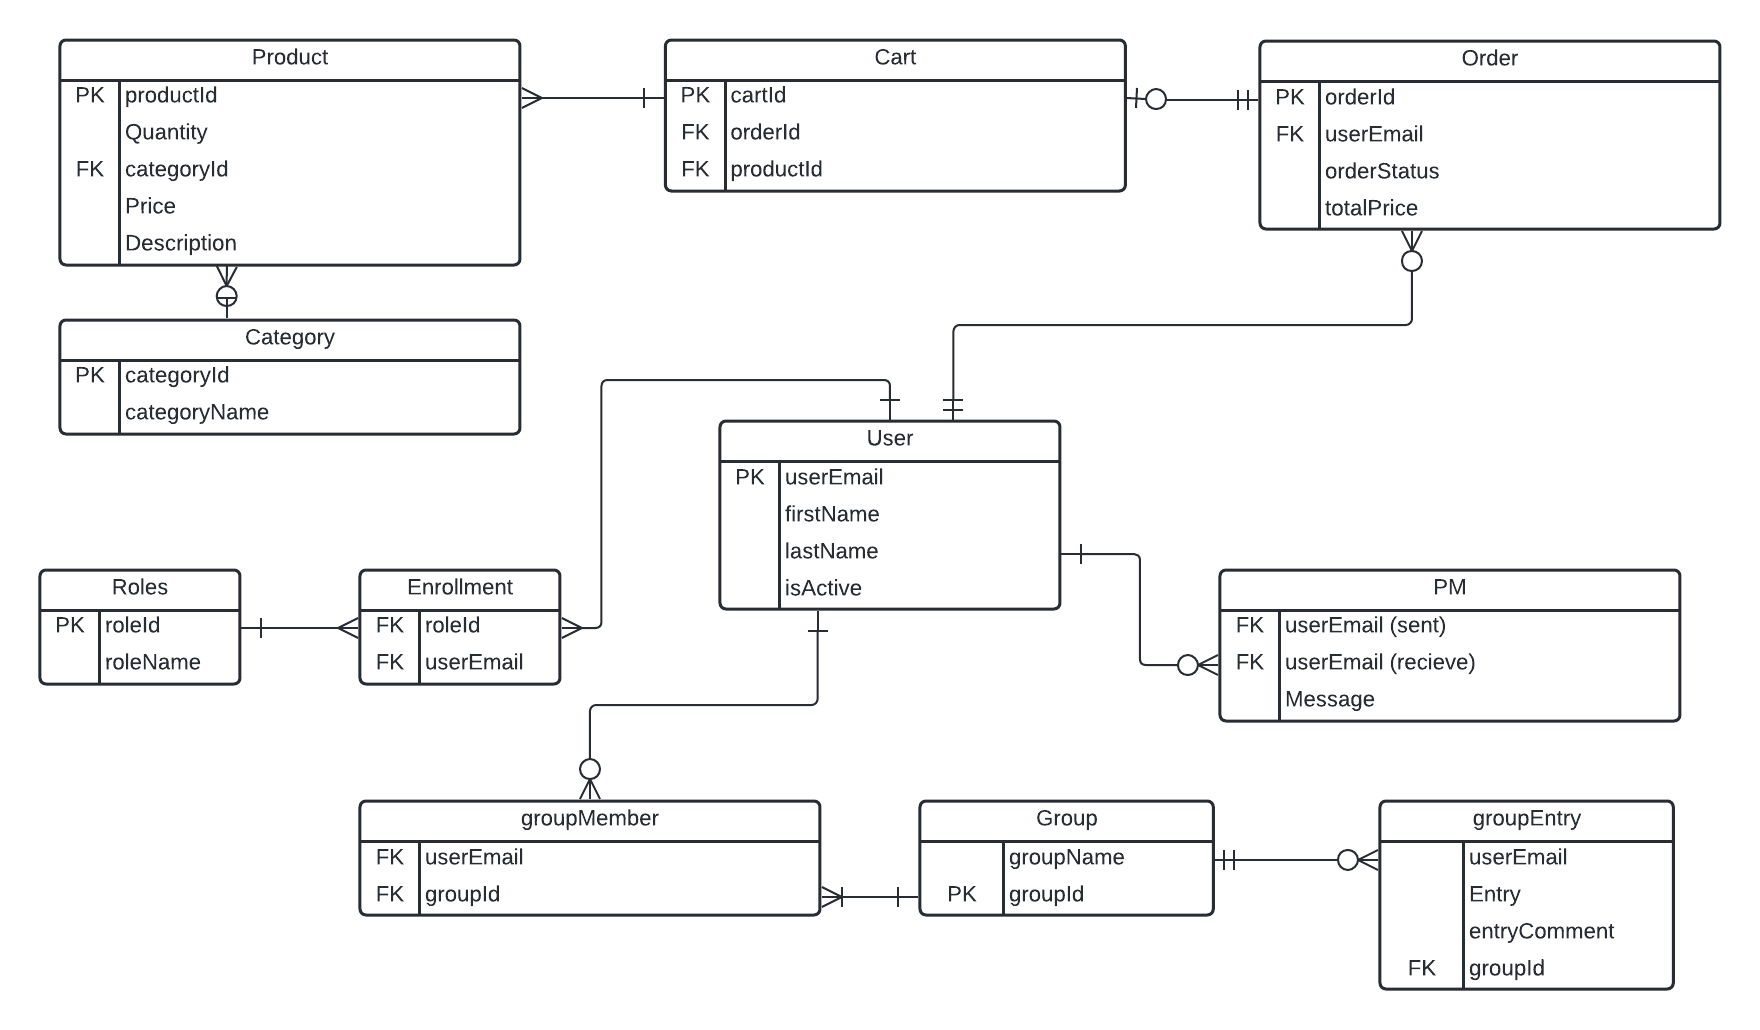 Product
PK productId
Quantity
FK categoryId
Price
Description
Cart
PK cartId
FK orderId
FK productId
Order
PK orderId
FK userEmail
orderStatus
totalPrice
Category
PK categoryId
categoryName
User
PK userEmail
firstName
lastName
isActive
Roles
PK roleId
roleName
Enrollment
FK roleId
FK userEmail
PM
FK userEmail (sent)
FK userEmail (recieve)
Message
groupMember
FK userEmail
FK groupId
Group
groupName
PK groupId
groupEntry
userEmail
Entry
entryComment
FK groupId